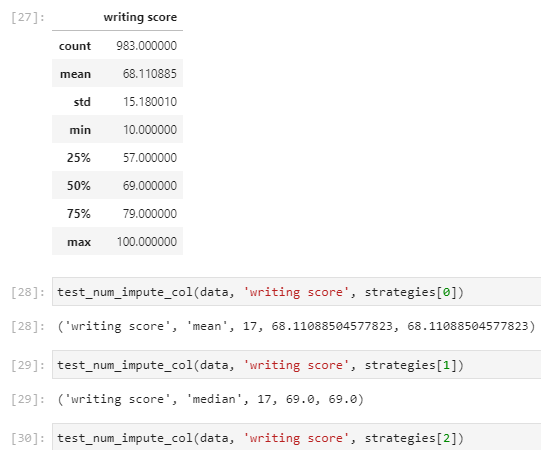 [27]: writing score
count 983.000000
mean 68.110885
std 15.180010
min 10.000000
25% 57.000000
50% 69.000000
75% 79.000000
max 100.000000
[28]: test_num_impute_col(data, 'writing score', strategies[0])
[28]: ('writing score', 'mean', 17, 68.11088504577823, 68.11088504577823)
[29]: test_num_impute_col(data, 'writing score', strategies[1])
[29]: ('writing score', 'median', 17, 69.0, 69.0)
[30]: test_num_impute_col(data, 'writing score', strategies[2])